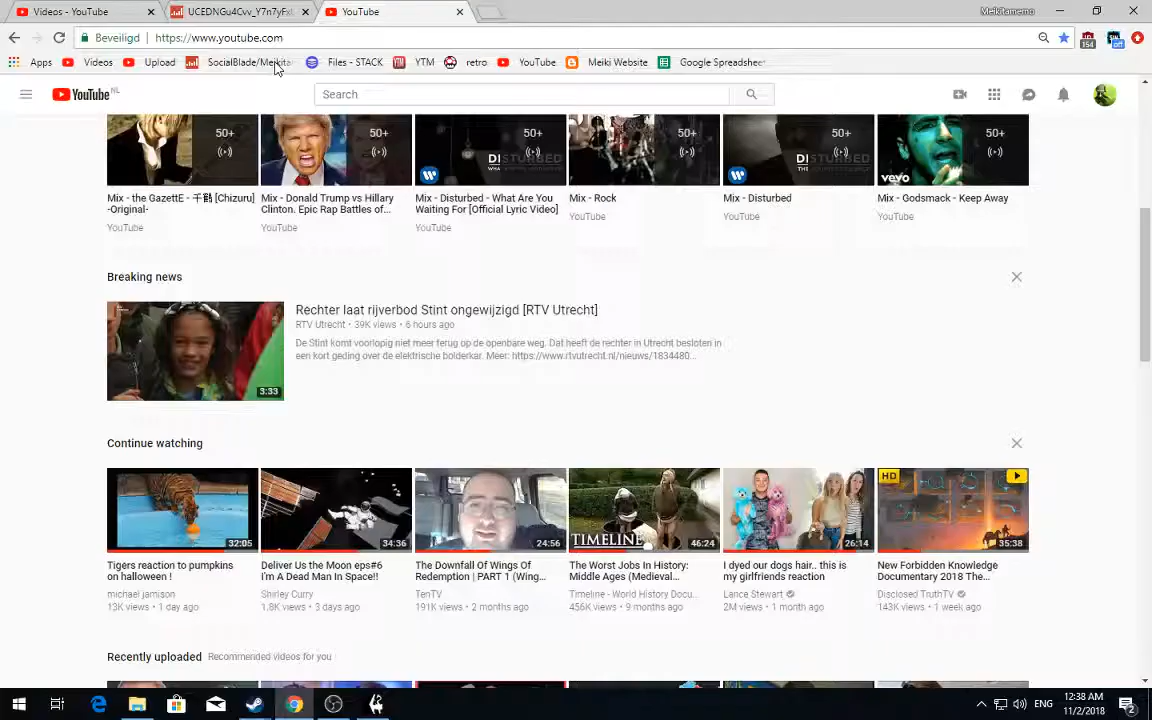 Videos - YouTube
UCEDNGu4Cvv_Y7n7yFx
YouTube
Meikitamemo
Beveiligd
https://www.youtube.com
154
off
Apps
Videos
Upload
SocialBlade/Meikita
Files - STACK
YTM
retro
YouTube
Meiki Website
Google Spreadsheet
YouTube NL
Search
50+
50+
50+
50+
50+
50+
DISTURBED
vevo
Mix - the GazettE - 千鶴 [Chizuru] -Original-
YouTube
Mix - Donald Trump vs Hillary Clinton. Epic Rap Battles of...
Mix - Disturbed - What Are You Waiting For [Official Lyric Video]
YouTube
Mix - Rock
YouTube
Mix - Disturbed
YouTube
Mix - Godsmack - Keep Away
YouTube
Breaking news
3:33
Rechter laat rijverbod Stint ongewijzigd [RTV Utrecht]
RTV Utrecht • 39K views • 6 hours ago
De Stint komt voorlopig niet meer terug op de openbare weg. Dat heeft de rechter in Utrecht besloten in
een kort geding over de elektrische bolderkar. Meer: https://www.rtvutrecht.nl/nieuws/1834480...
Continue watching
32:05
34:36
24:56
TIMELINE
46:24
26:14
HD
35:38
Tigers reaction to pumpkins
on halloween !
michael jamison
13K views • 1 day ago
Deliver Us the Moon eps#6
I'm A Dead Man In Space!!
Shirley Curry
1.8K views • 3 days ago
The Downfall Of Wings Of
Redemption | PART 1 (Wing...
TenTV
191K views • 2 months ago
The Worst Jobs In History:
Middle Ages (Medieval...
Timeline - World History Docu...
456K views • 9 months ago
I dyed our dogs hair.. this is
my girlfriends reaction
Lance Stewart
2M views • 1 month ago
New Forbidden Knowledge
Documentary 2018 The...
Disclosed TruthTV
143K views • 1 week ago
Recently uploaded
Recommended videos for you
ENG
12:38 AM
11/2/2018
2